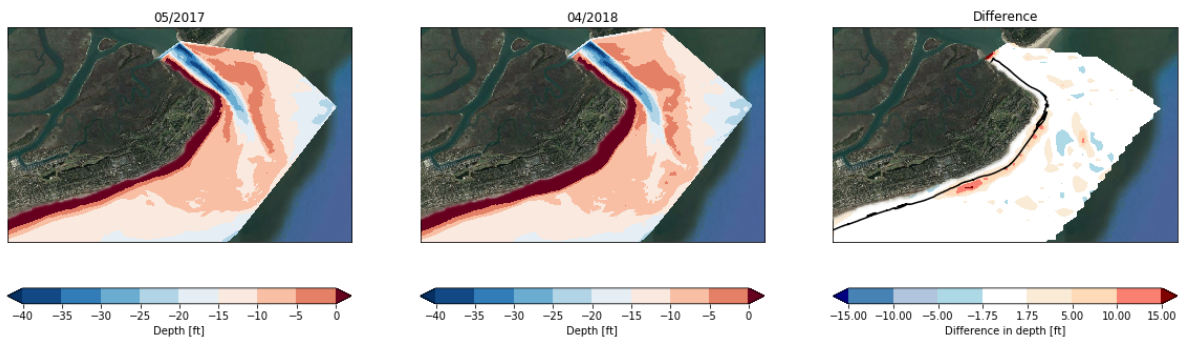 05/2017
04/2018
Difference
−40 −35 −30 −25 −20 −15 −10 −5 0
Depth [ft]
−40 −35 −30 −25 −20 −15 −10 −5 0
Depth [ft]
−15.00 −10.00 −5.00 −1.75 1.75 5.00 10.00 15.00
Difference in depth [ft]